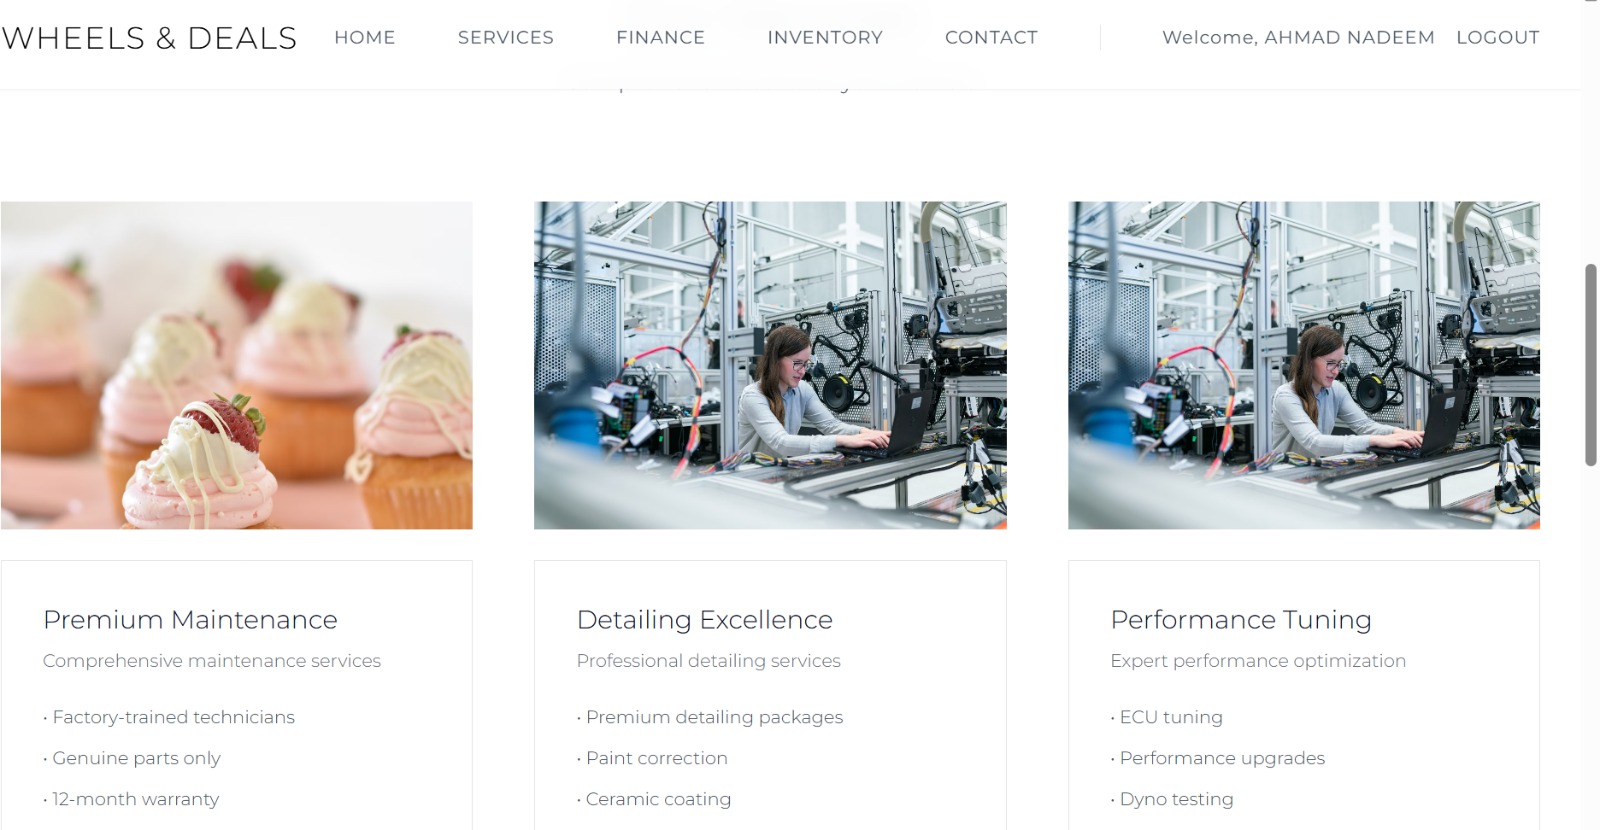 WHEELS & DEALS HOME SERVICES FINANCE INVENTORY CONTACT Welcome, AHMAD NADEEM LOGOUT
Premium Maintenance
Comprehensive maintenance services
• Factory-trained technicians
• Genuine parts only
• 12-month warranty
Detailing Excellence
Professional detailing services
• Premium detailing packages
• Paint correction
• Ceramic coating
Performance Tuning
Expert performance optimization
• ECU tuning
• Performance upgrades
• Dyno testing